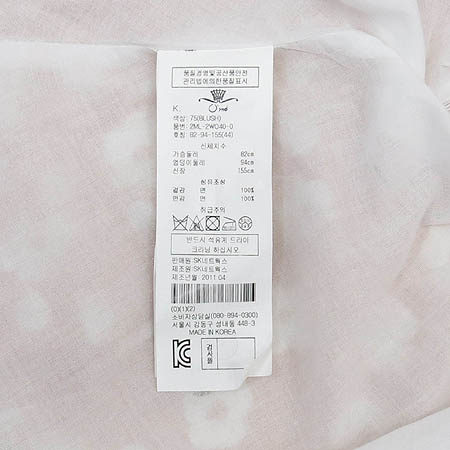 품질경영및공산품안전
관리법에의한품질표시
K.
O'2nd
색상: 75(BLUSH)
품번: 2ML-2WO40-0
호칭: 82-94-155(44)
신체치수
가슴둘레 82cm
엉덩이둘레 94cm
신장 155cm
섬유조성
겉감 면 100%
안감 면 100%
취급주의
반드시 석유계 드라이
크리닝 하십시오
판매원:SK네트웍스
제조원:SK네트웍스
제조년월: 2011.04
(0)(1)(2)
소비자상담실(080-894-0300)
서울시 강동구 성내동 448-3
MADE IN KOREA
검사필